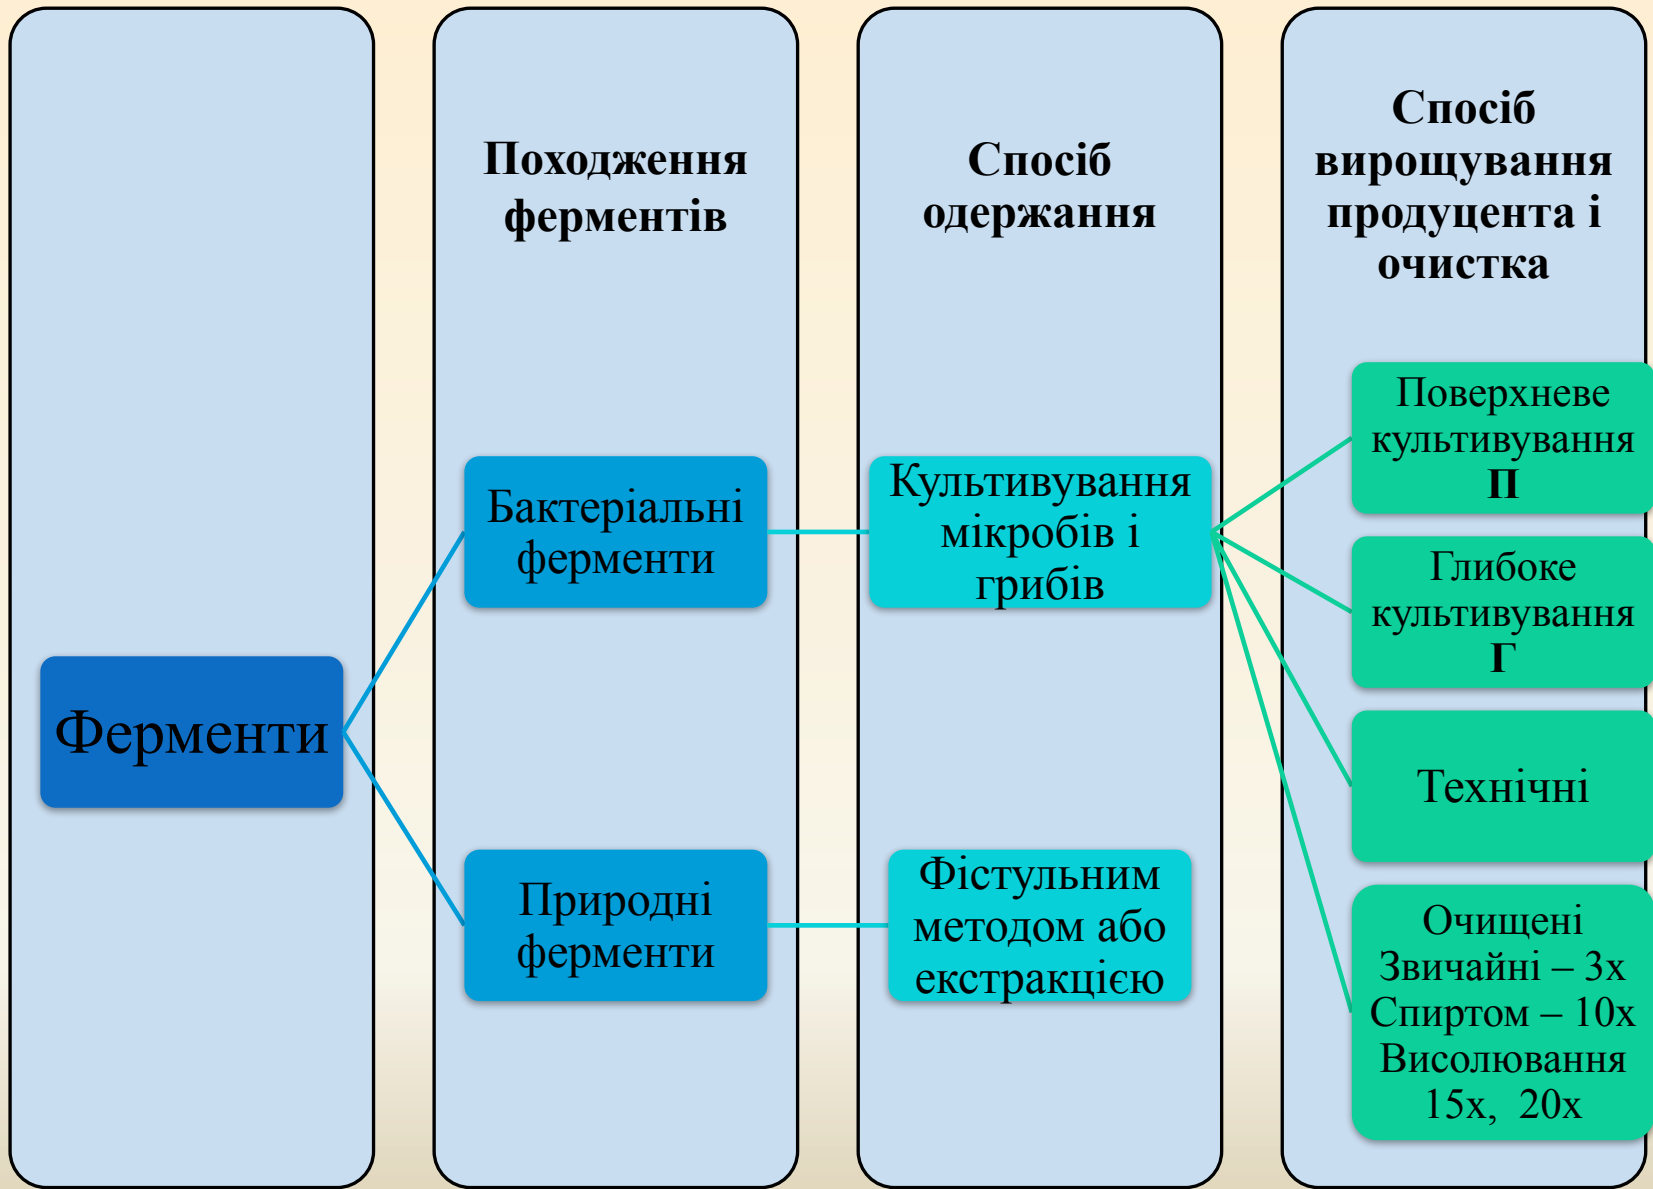 Походження
ферментів
Спосіб
одержання
Спосіб
вирощування
продуцента і
очистка
Ферменти
Бактеріальні
ферменти
Природні
ферменти
Культивування
мікробів і
грибів
Фістульним
методом або
екстракцією
Поверхневе
культивування
П
Глибоке
культивування
Г
Технічні
Очищені
Звичайні – 3х
Спиртом – 10х
Висолювання
15х, 20х